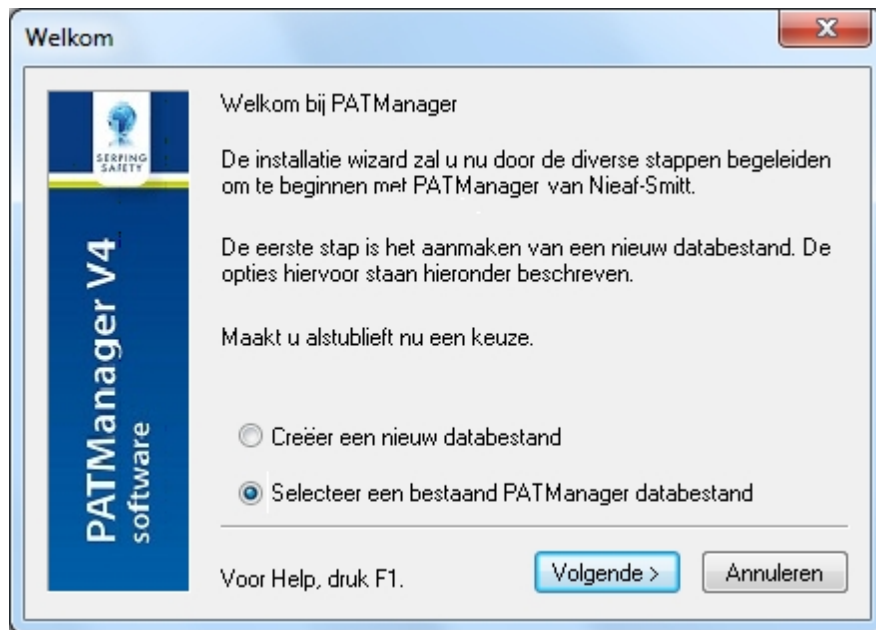 Welkom
SERPING
SAFETY
PATManager V4
software
Welkom bij PATManager
De installatie wizard zal u nu door de diverse stappen begeleiden
om te beginnen met PATManager van Nieaf-Smitt.
De eerste stap is het aanmaken van een nieuw databestand. De
opties hiervoor staan hieronder beschreven.
Maakt u alstublieft nu een keuze.
Creëer een nieuw databestand
Selecteer een bestaand PATManager databestand
Voor Help, druk F1.
Volgende >
Annuleren